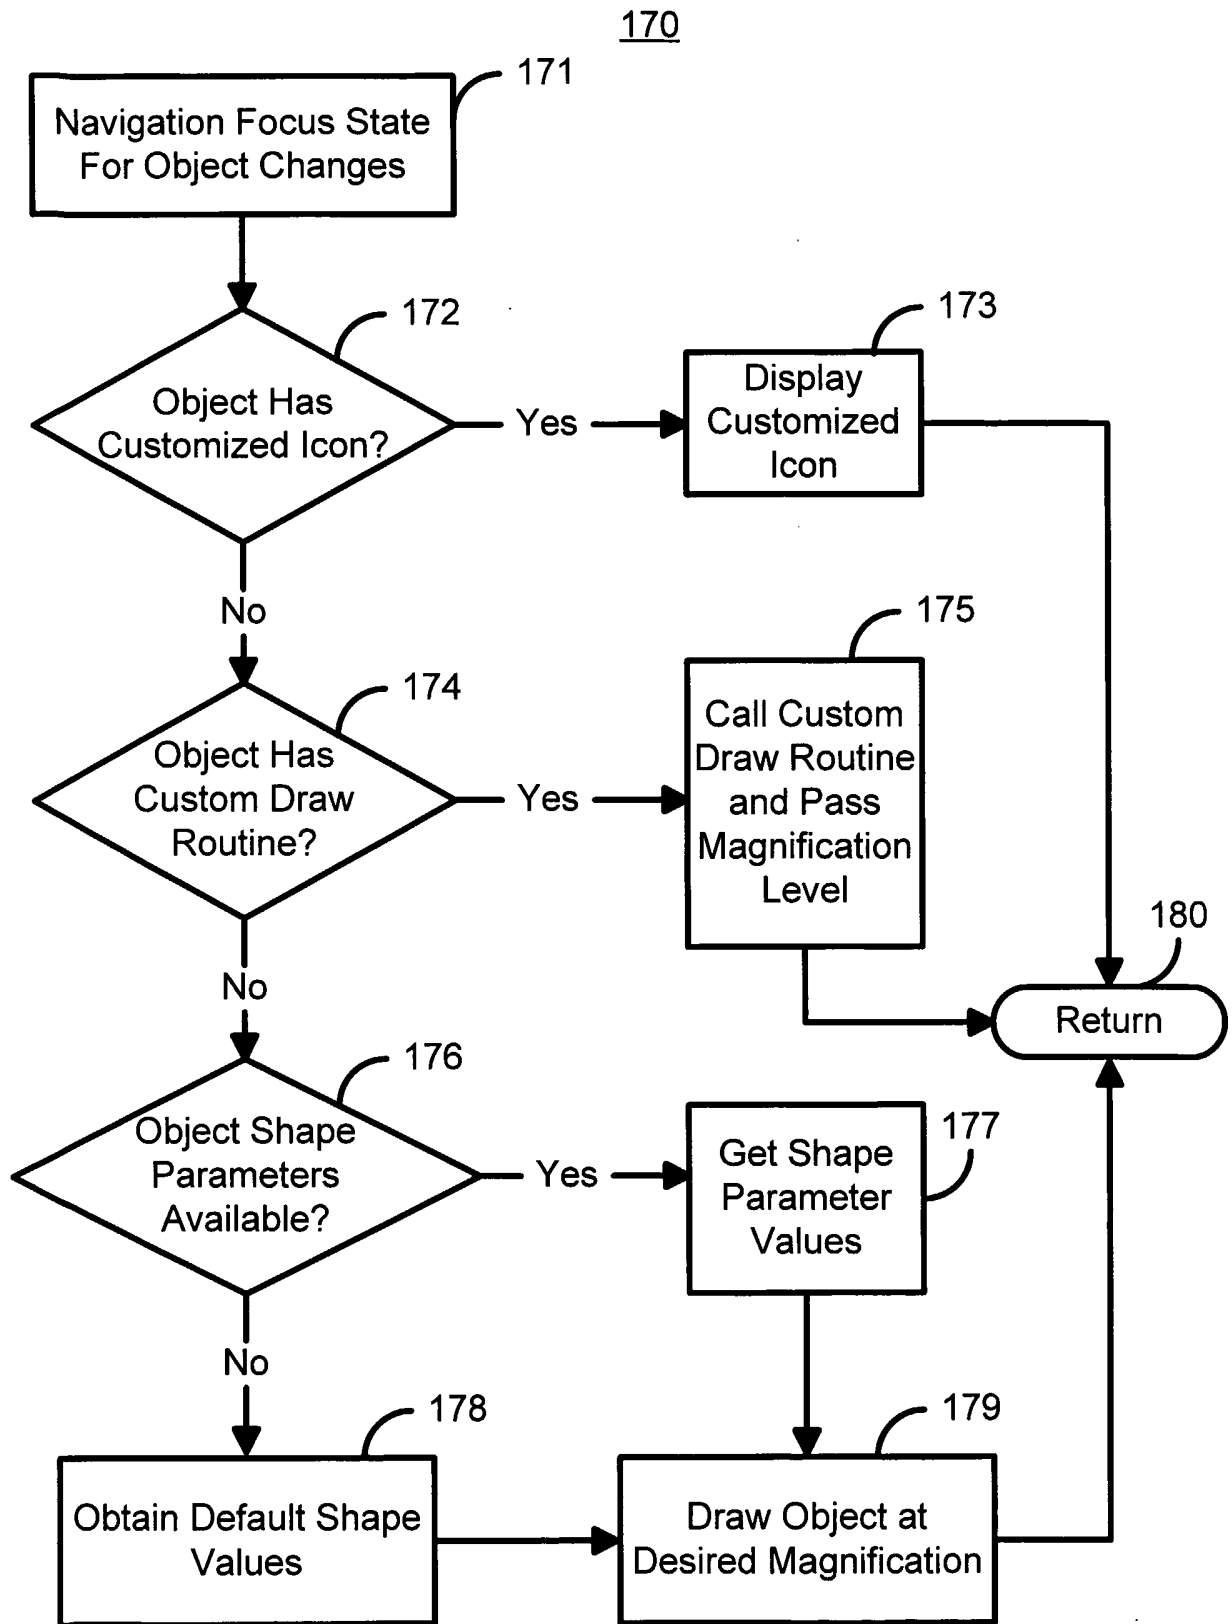 170
171
Navigation Focus State
For Object Changes
172
Object Has
Customized Icon?
Yes
173
Display
Customized
Icon
No
174
Object Has
Custom Draw
Routine?
Yes
175
Call Custom
Draw Routine
and Pass
Magnification
Level
180
Return
No
176
Object Shape
Parameters
Available?
Yes
177
Get Shape
Parameter
Values
No
178
Obtain Default Shape
Values
179
Draw Object at
Desired Magnification